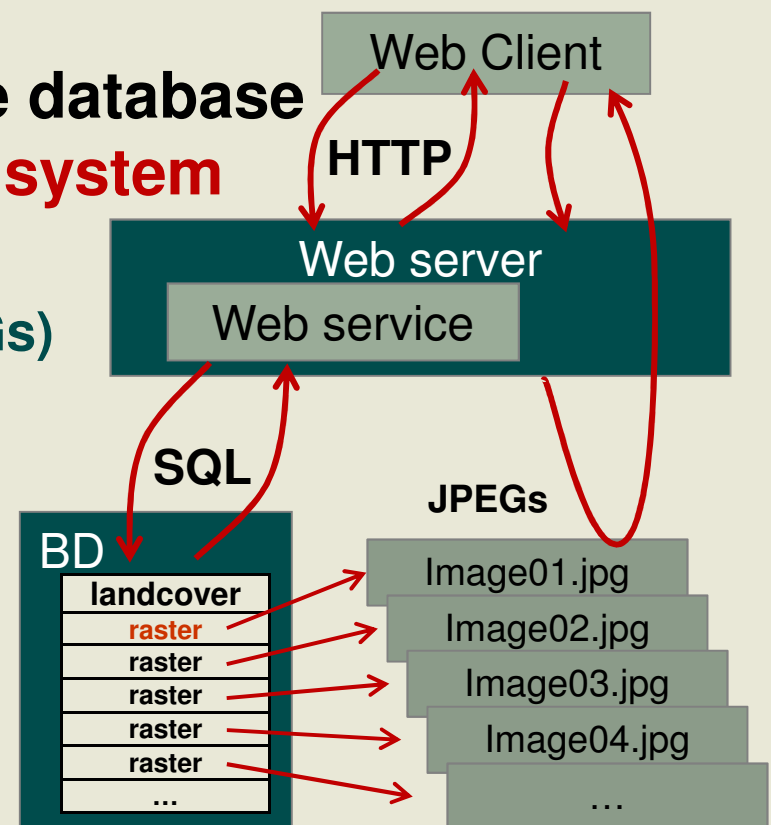 Web Client
e database
HTTP
system
Web server
Web service
s)
SQL
JPEGs
BD
landcover
raster
raster
raster
raster
raster
...
Image01.jpg
Image02.jpg
Image03.jpg
Image04.jpg
...